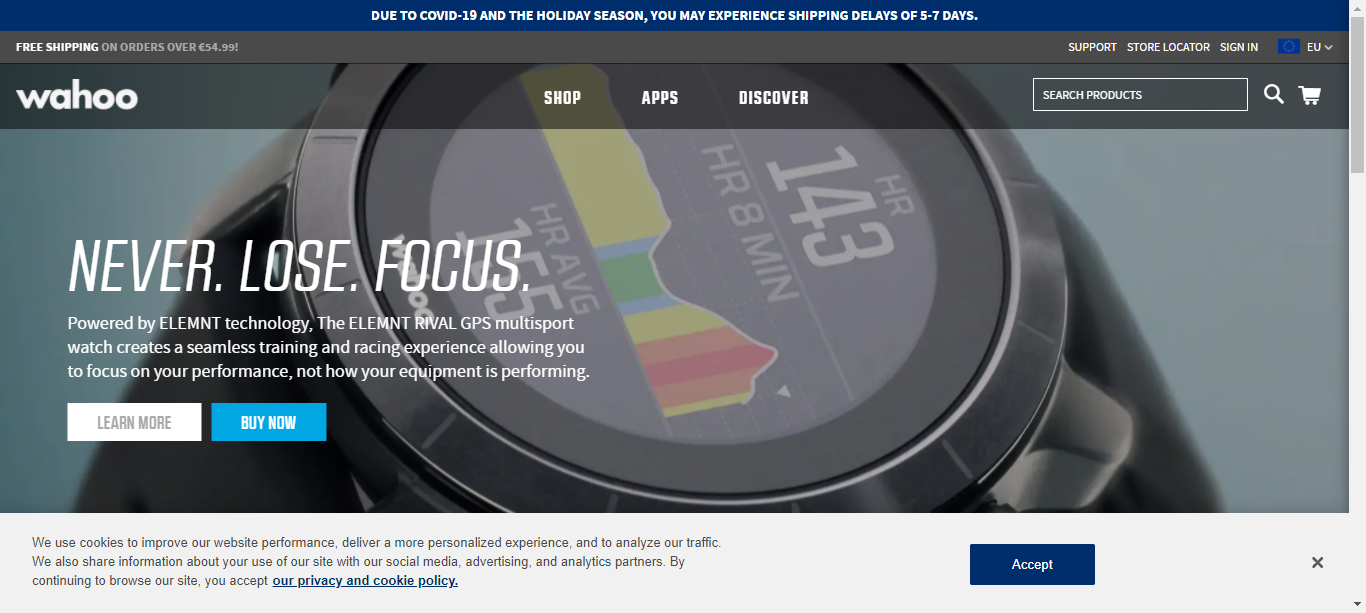 DUE TO COVID-19 AND THE HOLIDAY SEASON, YOU MAY EXPERIENCE SHIPPING DELAYS OF 5-7 DAYS.
FREE SHIPPING ON ORDERS OVER €54.99!
SUPPORT STORE LOCATOR SIGN IN EU
wahoo
SHOP APPS DISCOVER
SEARCH PRODUCTS
HR
143
HR 8 MIN
HR AVG
155
wahoo
NEVER. LOSE. FOCUS.
Powered by ELEMNT technology, The ELEMNT RIVAL GPS multisport
watch creates a seamless training and racing experience allowing you
to focus on your performance, not how your equipment is performing.
LEARN MORE BUY NOW
We use cookies to improve our website performance, deliver a more personalized experience, and to analyze our traffic.
We also share information about your use of our site with our social media, advertising, and analytics partners. By
continuing to browse our site, you accept our privacy and cookie policy.
Accept